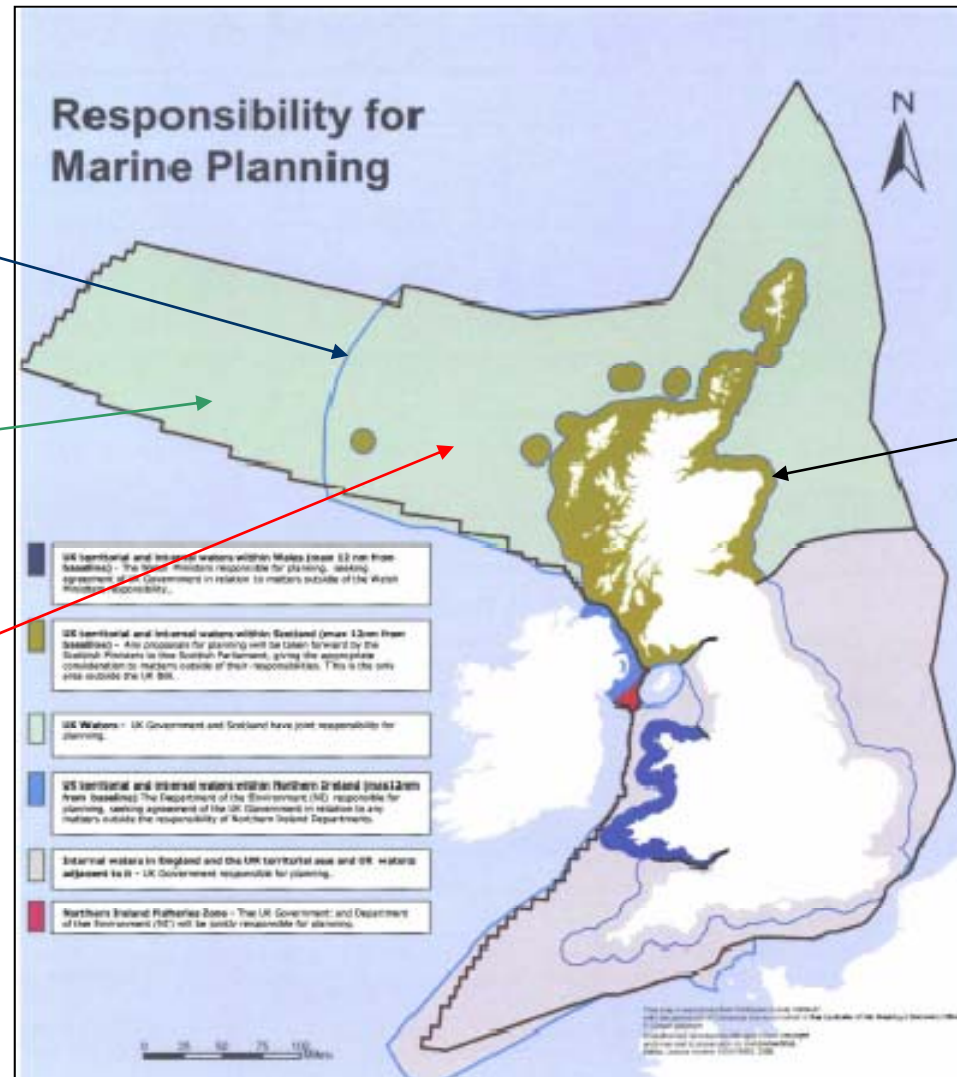 Responsibility for
Marine Planning
N
UK territorial and internal waters within Wales (max 12 nm from
baseline) - The Welsh Ministers responsible for planning, seeking
agreement of UK Government in relation to matters outside of the Welsh
Ministers responsibility.
UK territorial and internal waters within Scotland (max 12nm from
baseline) - Any proposals for planning will be taken forward by the
Scottish Ministers to the Scottish Parliament, giving the appropriate
consideration to matters outside of their responsibilities. This is the only
area outside the UK Bill.
UK Waters - UK Government and Scotland have joint responsibility for
planning.
territorial and internal waters within Northern Ireland (max12nm
from baseline) The Department of the Environment (NI) responsible for
planning, seeking agreement of the UK Government in relation to any
matters outside the responsibility of Northern Ireland Departments.
Internal waters in England and the UK territorial sea and UK waters
adjacent to it - UK Government responsible for planning.
Northern Ireland Fisheries Zone - The UK Government and Department
of the Environment (NI) will be jointly responsible for planning.
0 25 50 75 100
Miles